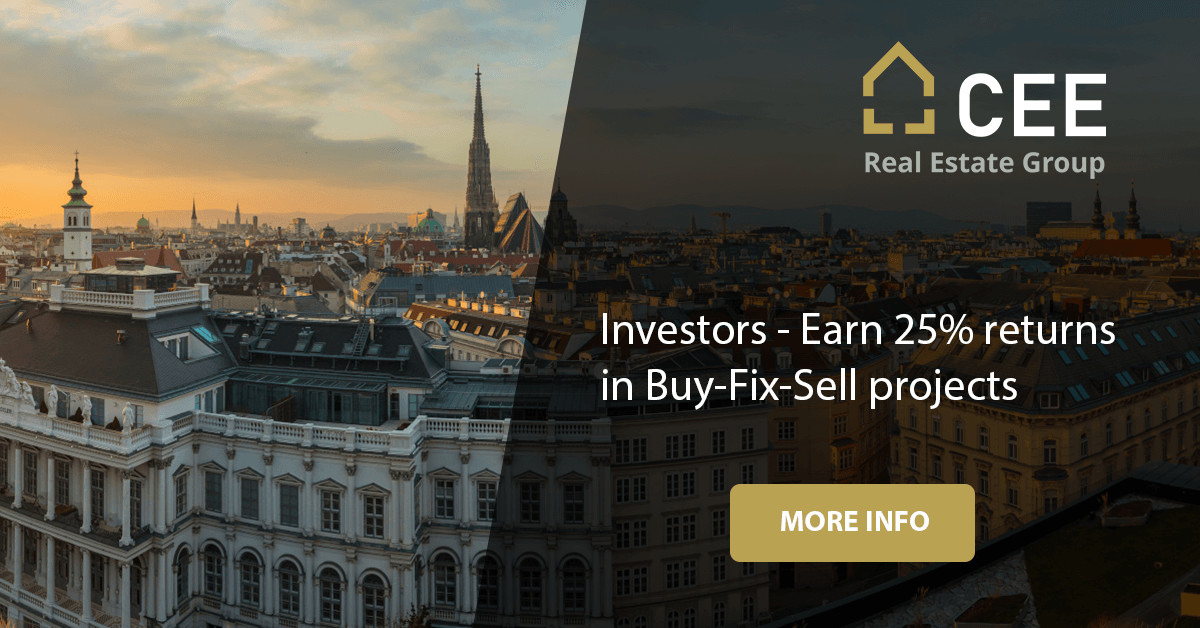 CEE
Real Estate Group
Investors - Earn 25% returns
in Buy-Fix-Sell projects
MORE INFO